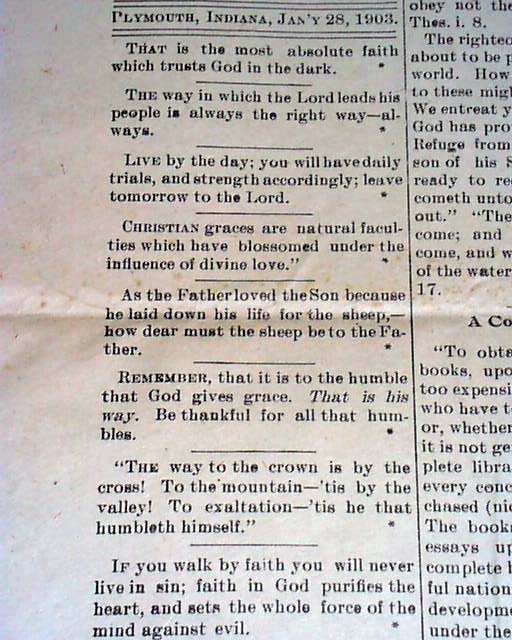 PLYMOUTH, INDIANA, JAN'Y 28, 1903.
THAT is the most absolute faith
which trusts God in the dark. *
THE way in which the Lord leads his
people is always the right way—al-
ways. *
LIVE by the day; you will have daily
trials, and strength accordingly; leave
tomorrow to the Lord. *
CHRISTIAN graces are natural facul-
ties which have blossomed under the
influence of divine love." *
As the Father loved the Son because
he laid down his life for the sheep,—
how dear must the sheep be to the Fa-
ther. *
REMEMBER, that it is to the humble
that God gives grace. That is his
way. Be thankful for all that hum-
bles. *
"THE way to the crown is by the
cross! To the mountain—'tis by the
valley! To exaltation—'tis he that
humbleth himself." *
IF you walk by faith you will never
live in sin; faith in God purifies the
heart, and sets the whole force of the
mind against evil. *
obey not the
Thes. i. 8.
The righteo
about to be p
world. How
to these migh
We entreat y
God has pro
Refuge from
son of his S
ready to re
cometh unto
out." "The
come; and
come, and w
of the water
17.
A Co
"To obta
books, upo
too expensi
who have t
or, whether
it is not ge
plete libra
every conc
chased (nic
The books
essays up
complete b
ful nation
developme
under the